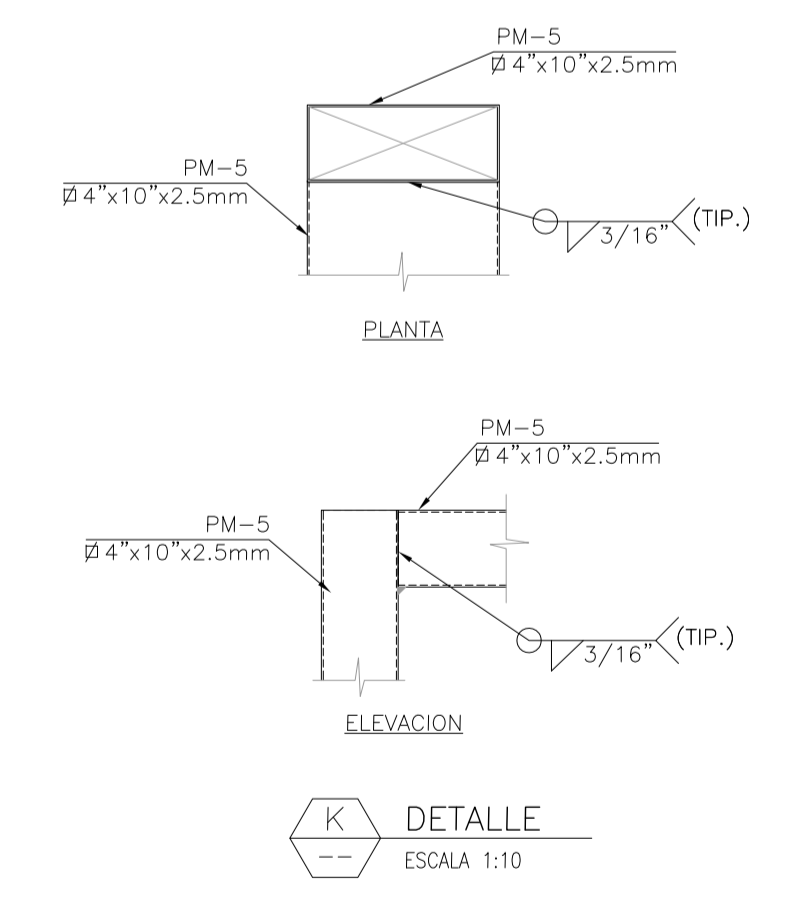 PM-5
⍁ 4"x10"x2.5mm
PM-5
⍁ 4"x10"x2.5mm
3/16" (TIP.)
PLANTA
PM-5
⍁ 4"x10"x2.5mm
PM-5
⍁ 4"x10"x2.5mm
3/16" (TIP.)
ELEVACION
K DETALLE
-- ESCALA 1:10